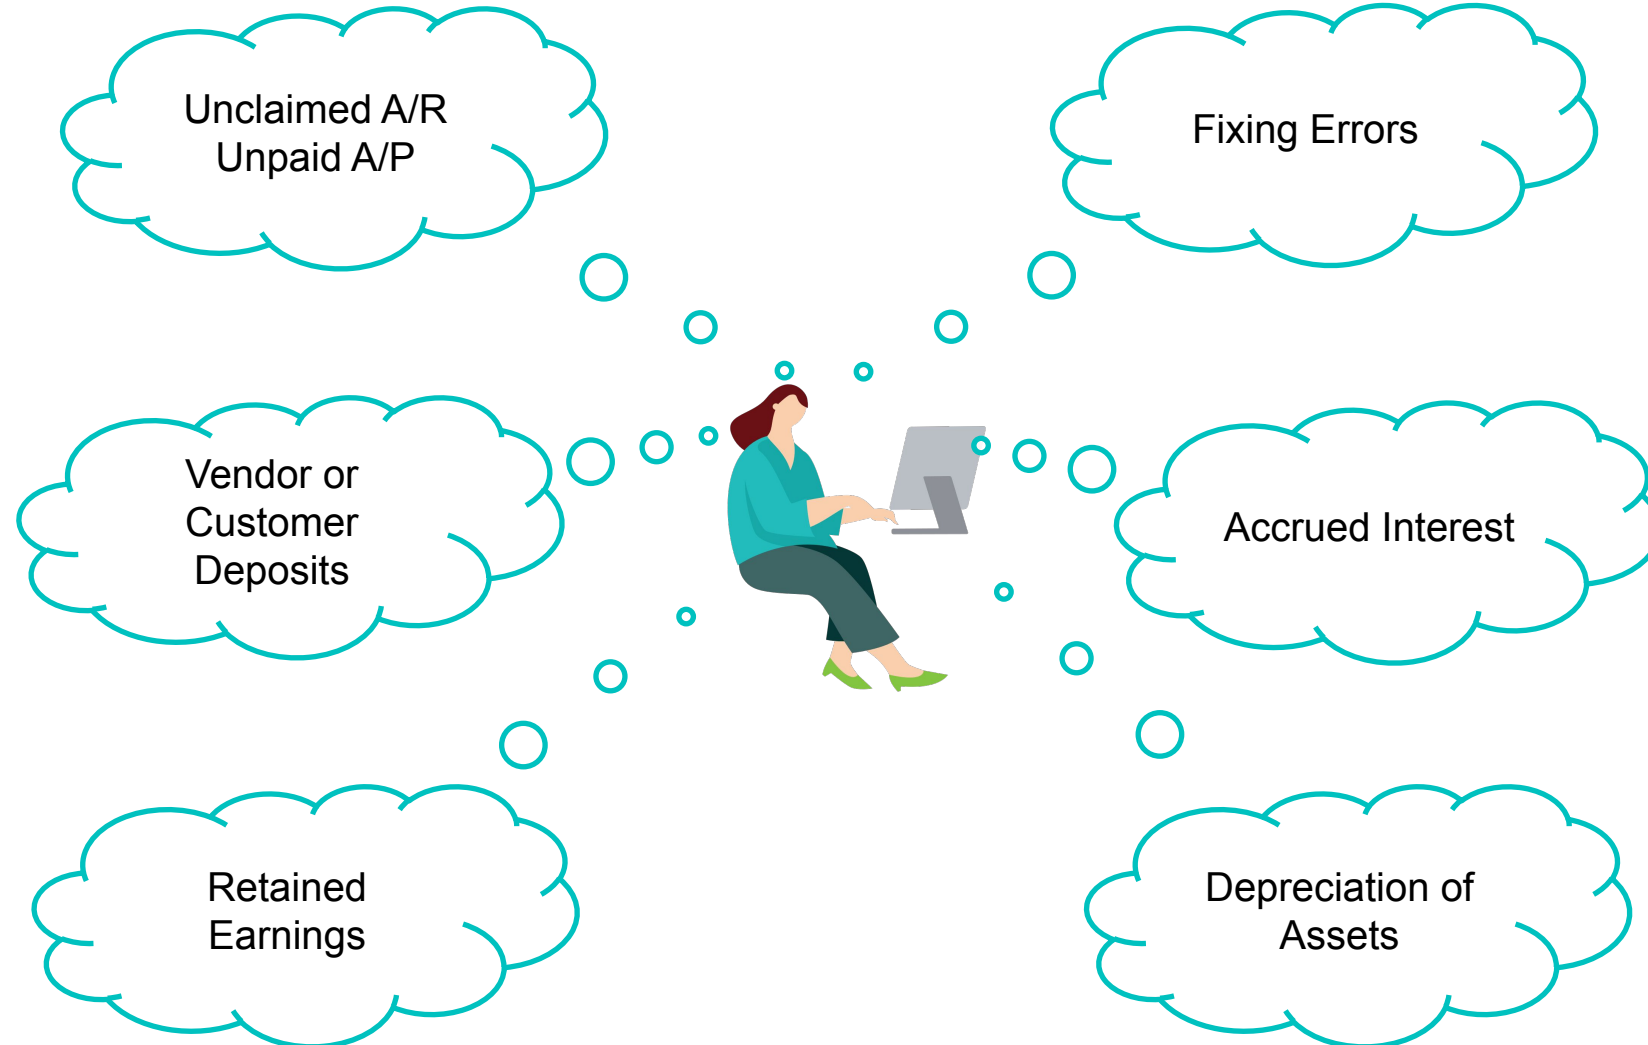 Unclaimed A/R
Unpaid A/P
Fixing Errors
Vendor or
Customer
Deposits
Accrued Interest
Retained
Earnings
Depreciation of
Assets